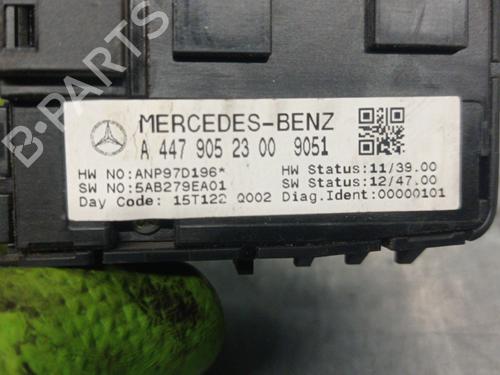 MERCEDES-BENZ
A 447 905 23 00 9051
HW NO:ANP97D196* HW Status:11/39.00
SW NO:5AB279EA01 SW Status:12/47.00
Day Code: 15T122 Q002 Diag.Ident:00000101
B-PARTS